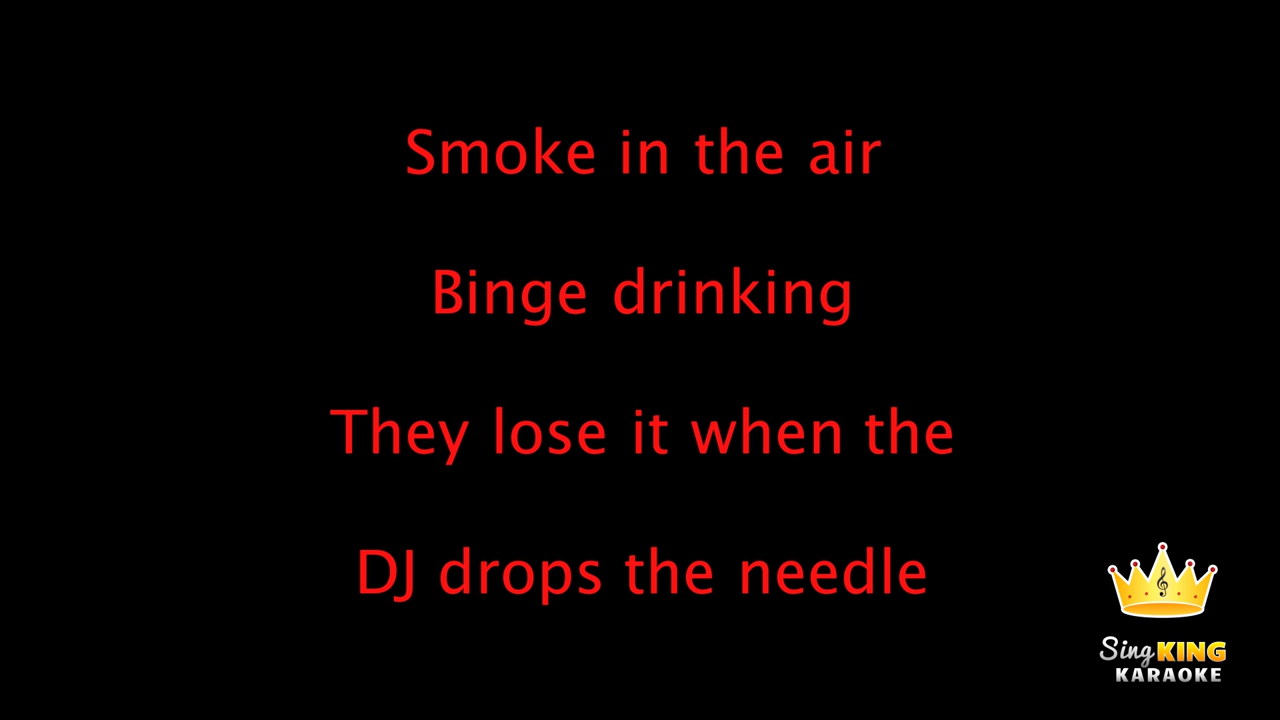 Smoke in the air
Binge drinking
They lose it when the
DJ drops the needle
Sing KING
KARAOKE